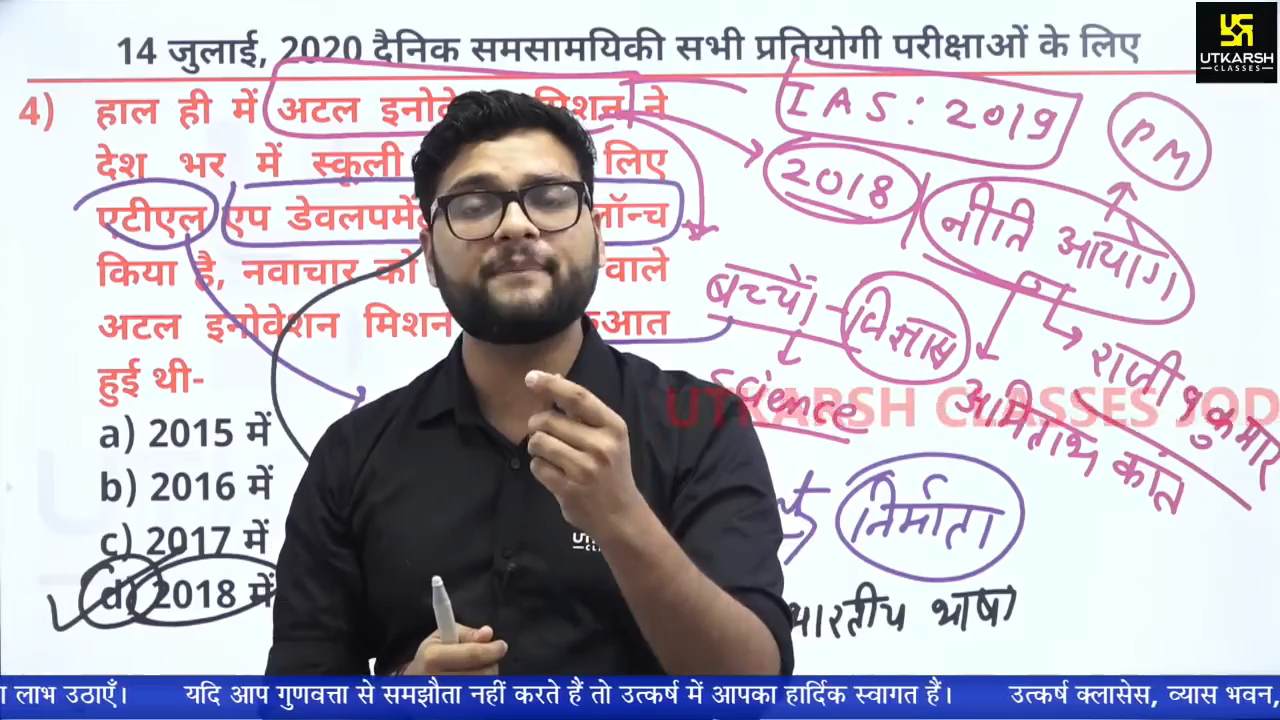 14 जुलाई, 2020 दैनिक समसामयिकी सभी प्रतियोगी परीक्षाओं के लिए
UTKARSH
CLASSES
4) हाल ही में अटल ने
देश भर में स्कूली लिए
एटीएल एप लॉन्च
किया है, नवाचार को वाले
अटल इनोवेशन मिशन
हुई थी-
a) 2015 में
b) 2016 में
c) 2017 में
d) 2018 में
IAS : 2019
PM
2018
नीति आयोग
बच्चों -
Science
राजीव कुमार
अमिताभ कांत
निर्माता
भारतीय भाषा
UTKARSH CLASSES JOD
लाभ उठाएँ। यदि आप गुणवत्ता से समझौता नहीं करते हैं तो उत्कर्ष में आपका हार्दिक स्वागत हैं। उत्कर्ष क्लासेस, व्यास भवन,